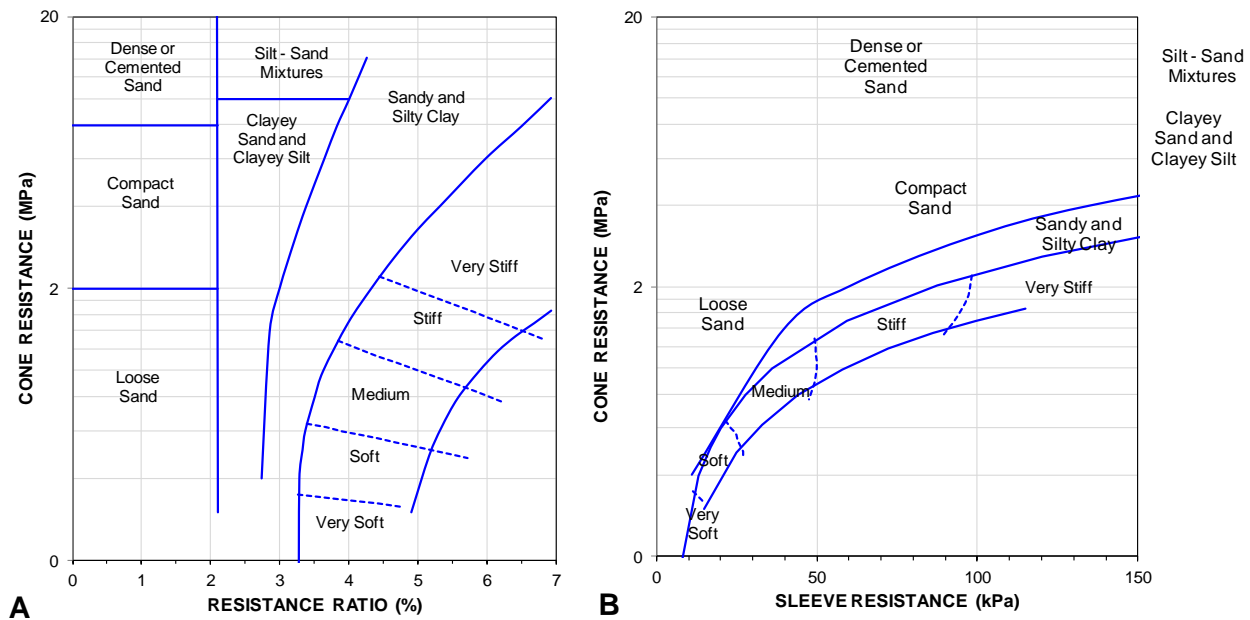 20
2
0
CONE RESISTANCE (MPa)
Dense or
Cemented
Sand
Silt - Sand
Mixtures
Sandy and
Silty Clay
Clayey
Sand and
Clayey Silt
Compact
Sand
Very Stiff
Stiff
Loose
Sand
Medium
Soft
Very Soft
0 1 2 3 4 5 6 7
RESISTANCE RATIO (%)
A
20
2
0
CONE RESISTANCE (MPa)
Dense or
Cemented
Sand
Silt - Sand
Mixtures
Clayey
Sand and
Clayey Silt
Compact
Sand
Sandy and
Silty Clay
Very Stiff
Loose
Sand
Stiff
Medium
Soft
Very
Soft
0 50 100 150
SLEEVE RESISTANCE (kPa)
B